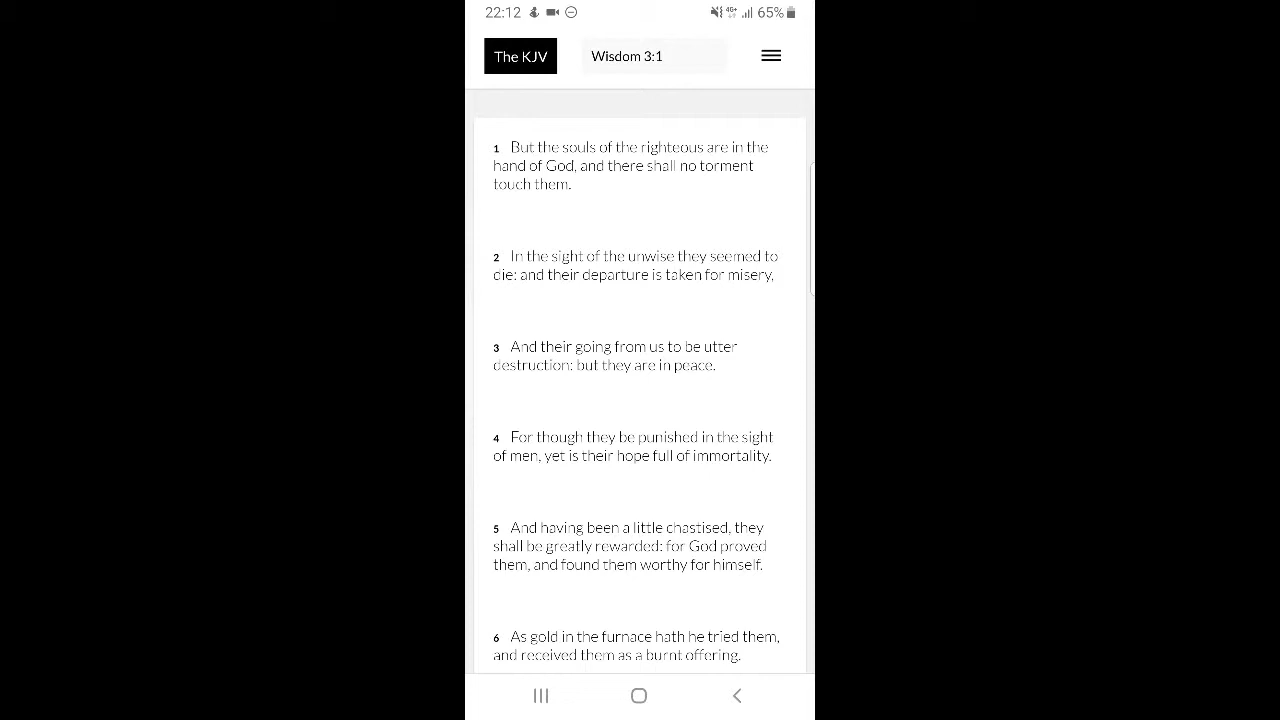 22:12 4G+ 65%
The KJV Wisdom 3:1
1 But the souls of the righteous are in the
hand of God, and there shall no torment
touch them.
2 In the sight of the unwise they seemed to
die: and their departure is taken for misery,
3 And their going from us to be utter
destruction: but they are in peace.
4 For though they be punished in the sight
of men, yet is their hope full of immortality.
5 And having been a little chastised, they
shall be greatly rewarded: for God proved
them, and found them worthy for himself.
6 As gold in the furnace hath he tried them,
and received them as a burnt offering.